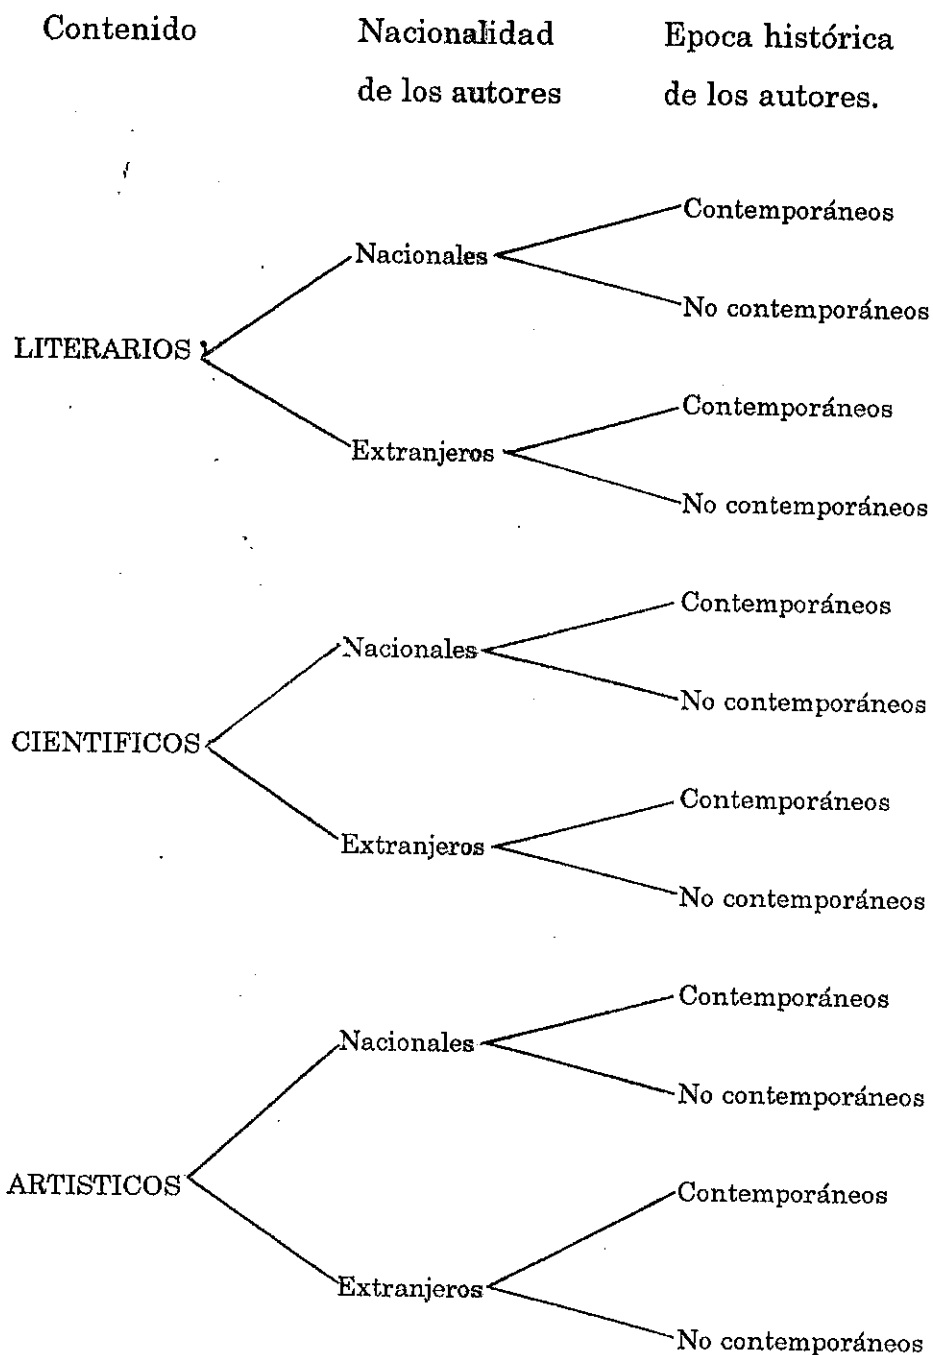 Contenido
Nacionalidad
de los autores
Epoca histórica
de los autores.
LITERARIOS
Nacionales
Contemporáneos
No contemporáneos
Extranjeros
Contemporáneos
No contemporáneos
CIENTIFICOS
Nacionales
Contemporáneos
No contemporáneos
Extranjeros
Contemporáneos
No contemporáneos
ARTISTICOS
Nacionales
Contemporáneos
No contemporáneos
Extranjeros
Contemporáneos
No contemporáneos